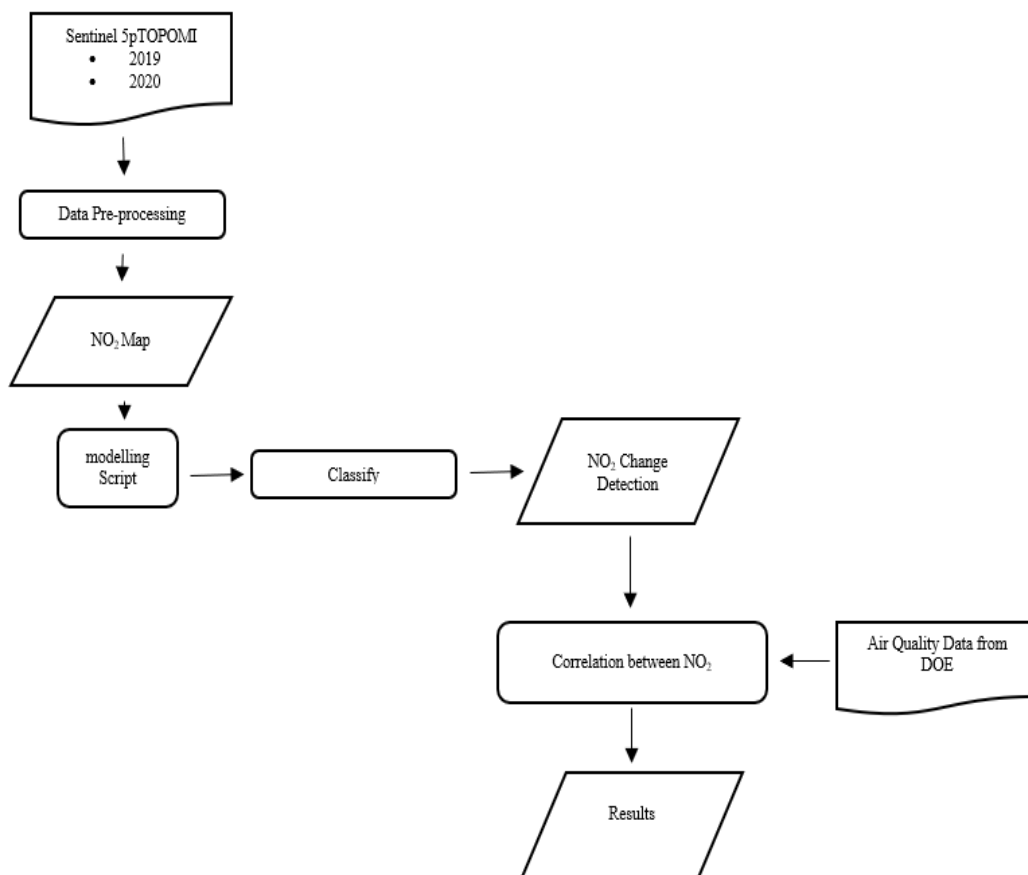 Sentinel 5pTOPOMI
• 2019
• 2020
Data Pre-processing
NO₂ Map
modelling
Script
Classify
NO₂ Change
Detection
Correlation between NO₂
Air Quality Data from
DOE
Results